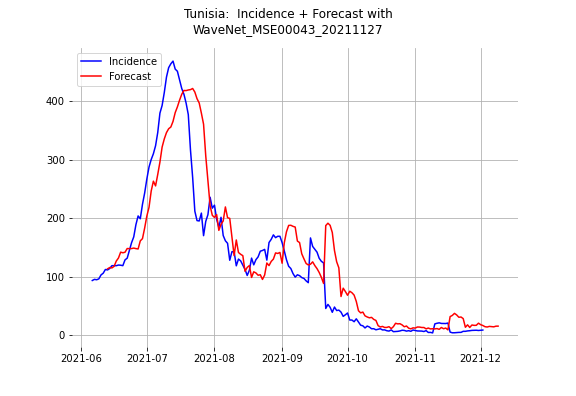 Tunisia:  Incidence + Forecast with
WaveNet_MSE00043_20211127
Incidence
Forecast
400
300
200
100
0
2021-06 2021-07 2021-08 2021-09 2021-10 2021-11 2021-12